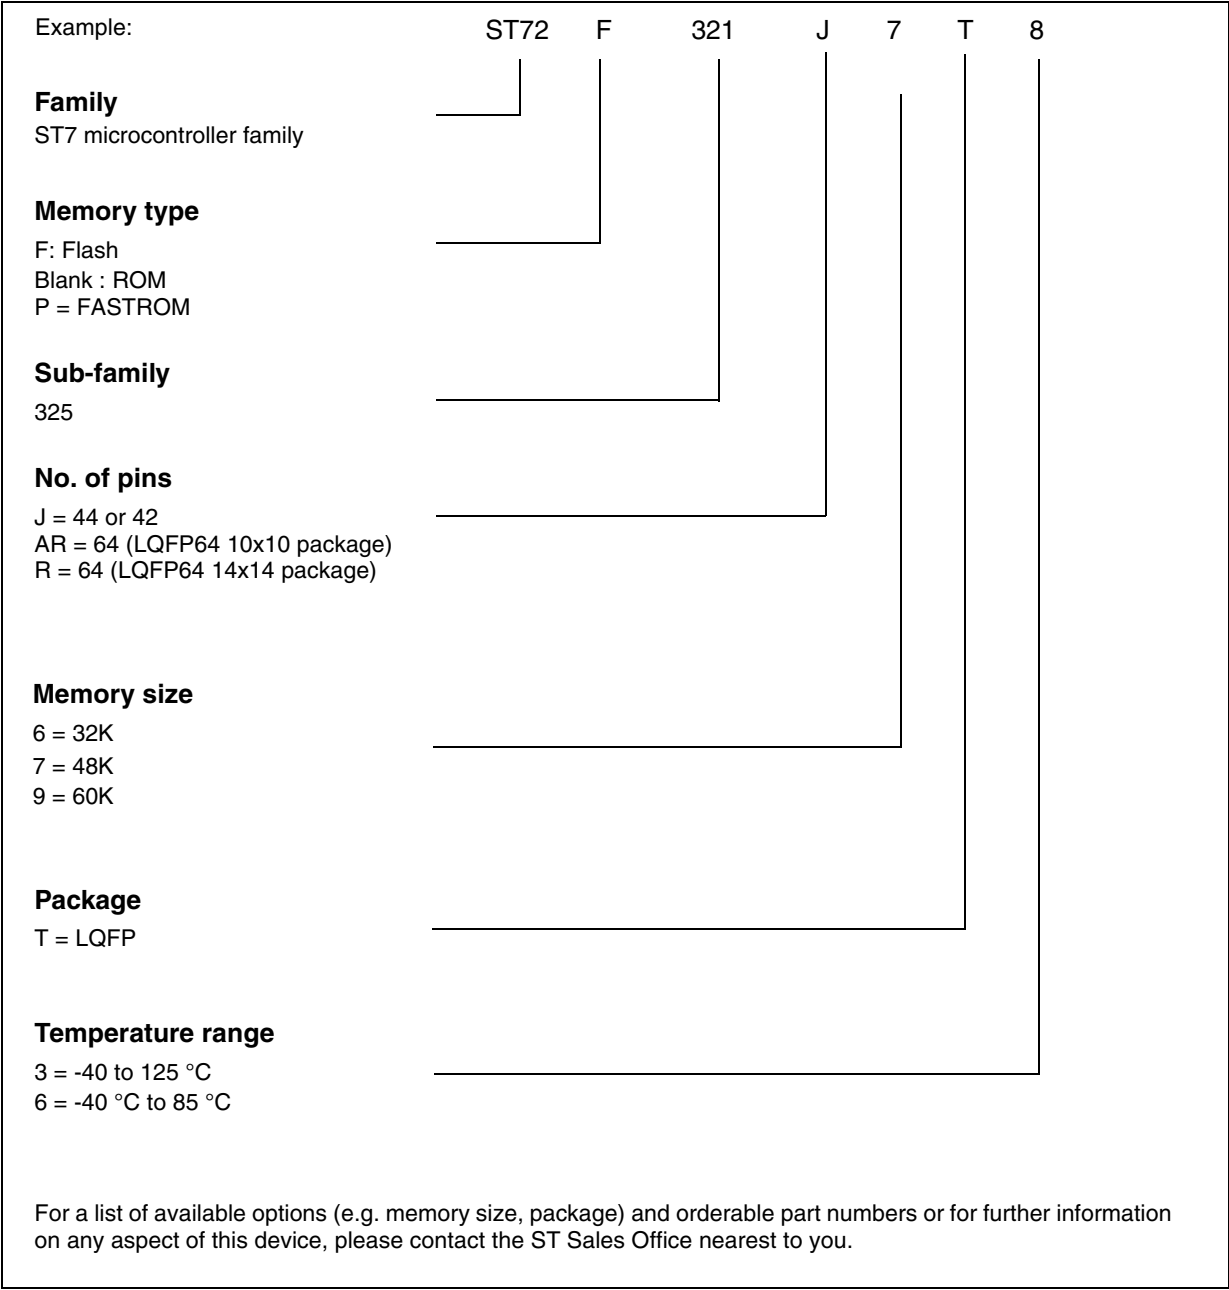 Example: ST72 F 321 J 7 T 8
Family
ST7 microcontroller family
Memory type
F: Flash
Blank : ROM
P = FASTROM
Sub-family
325
No. of pins
J = 44 or 42
AR = 64 (LQFP64 10x10 package)
R = 64 (LQFP64 14x14 package)
Memory size
6 = 32K
7 = 48K
9 = 60K
Package
T = LQFP
Temperature range
3 = -40 to 125 °C
6 = -40 °C to 85 °C
For a list of available options (e.g. memory size, package) and orderable part numbers or for further information
on any aspect of this device, please contact the ST Sales Office nearest to you.